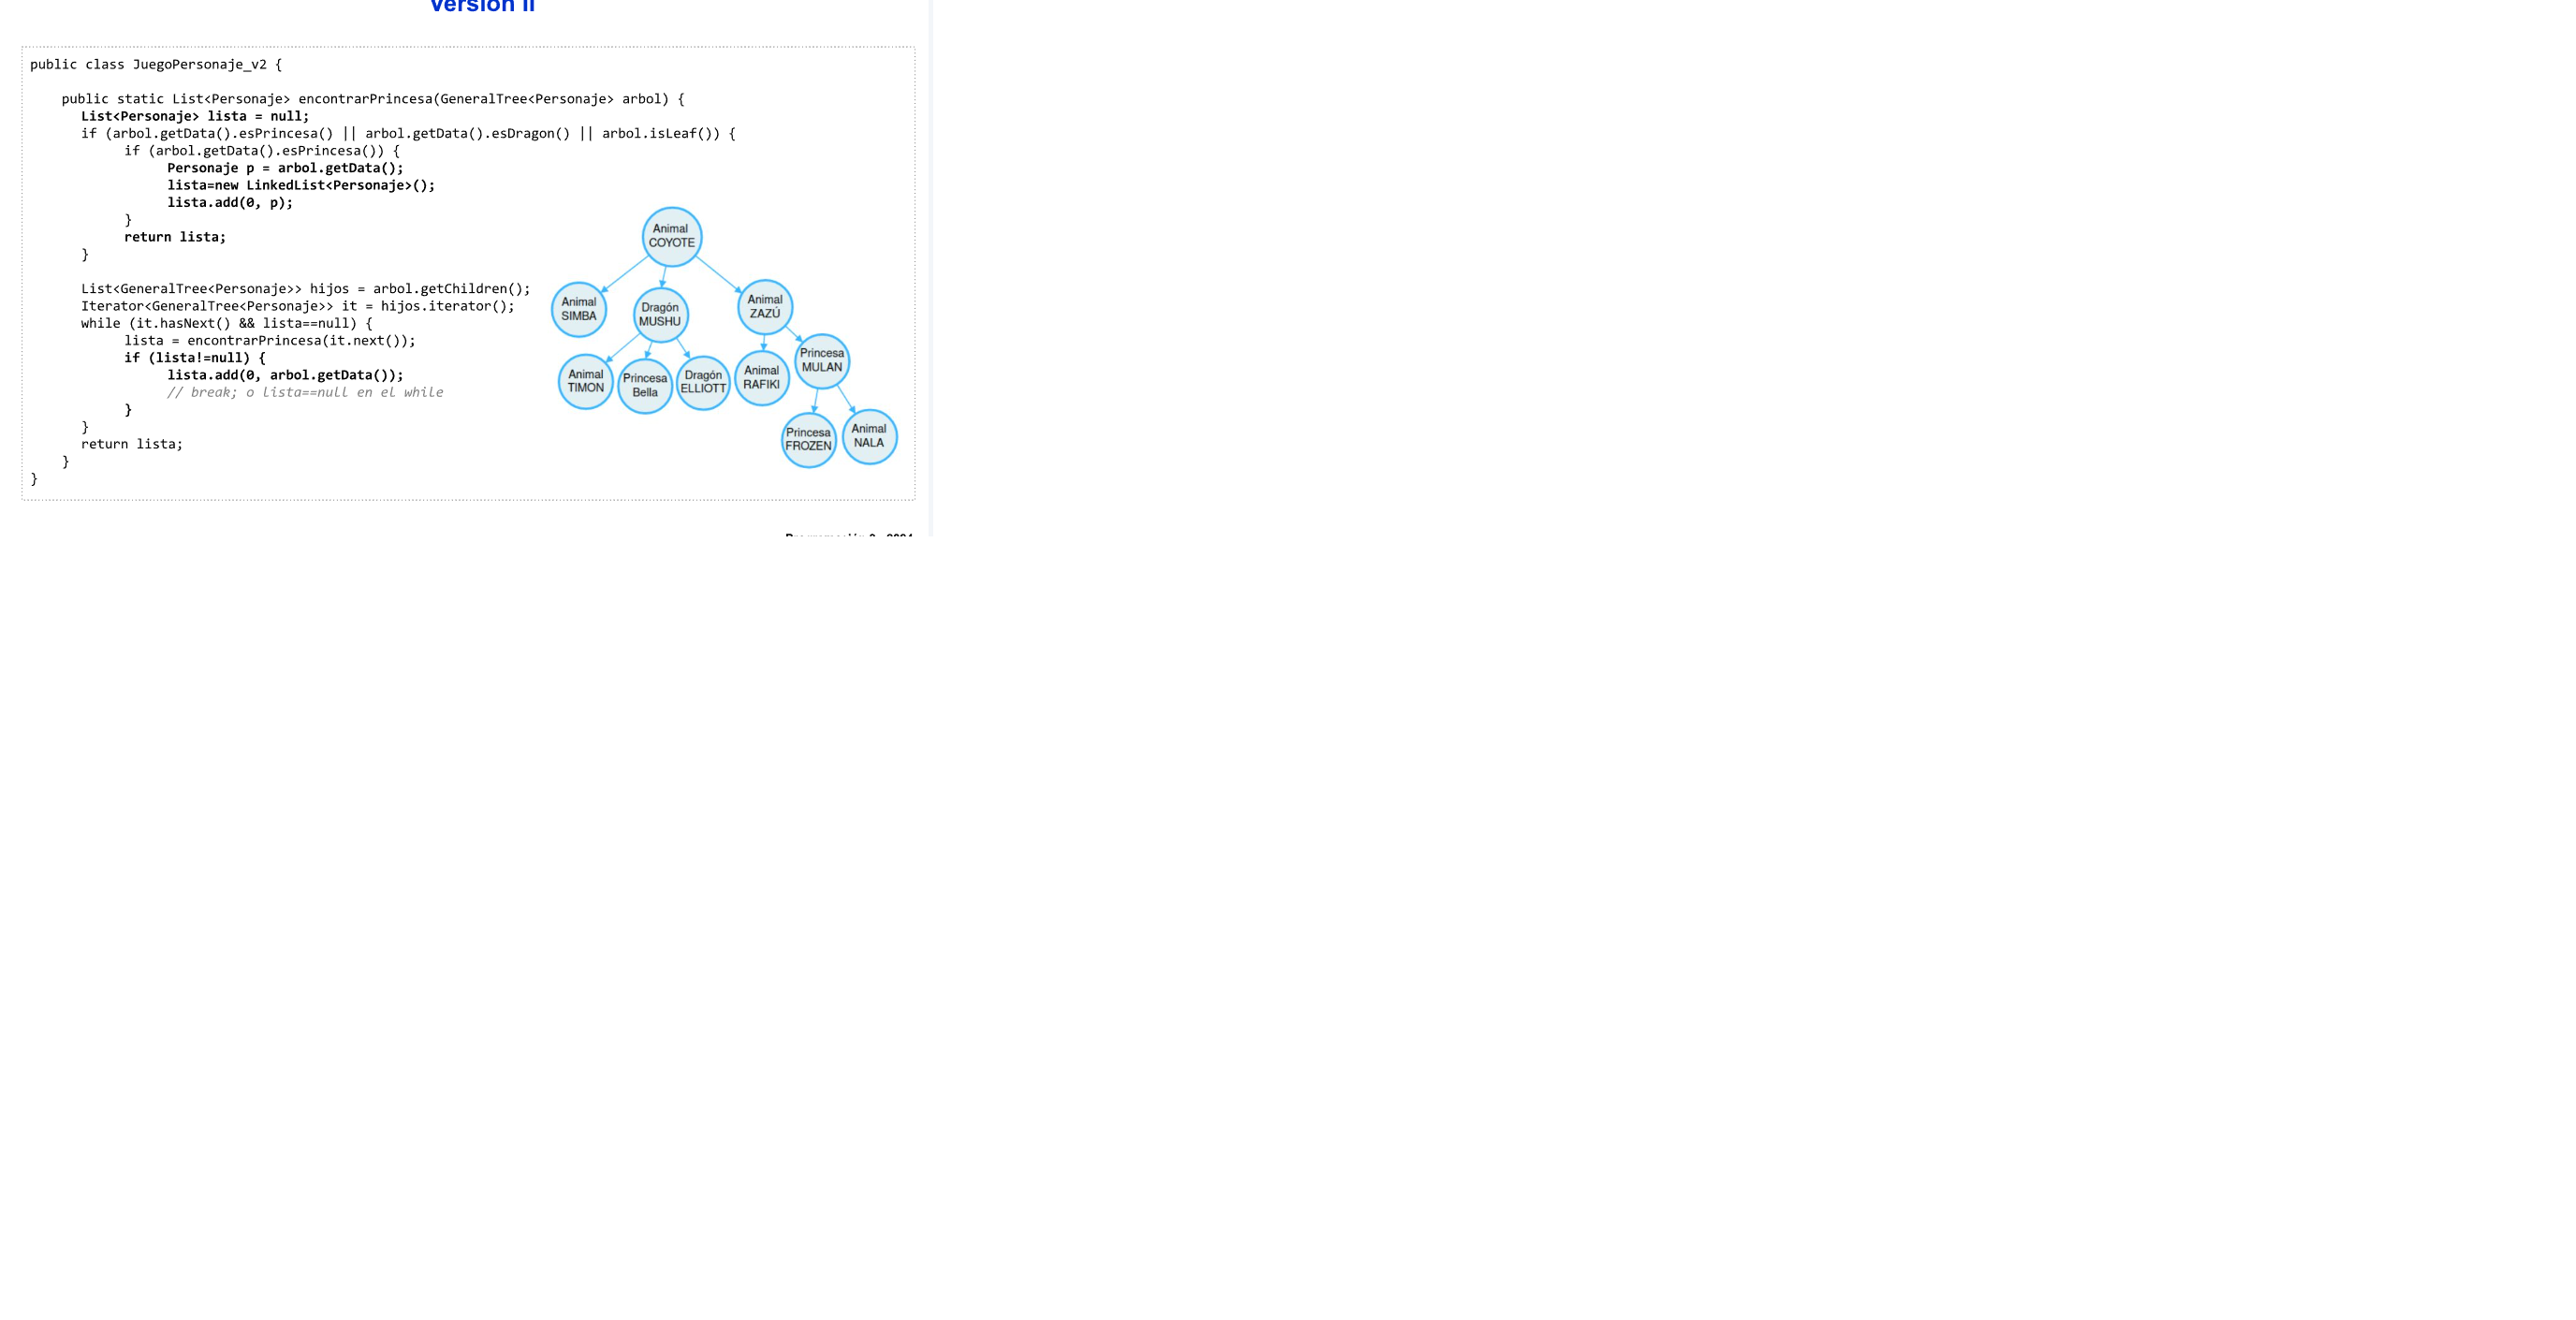 Versión II
public class JuegoPersonaje_v2 {
public static List<Personaje> encontrarPrincesa(GeneralTree<Personaje> arbol) {
List<Personaje> lista = null;
if (arbol.getData().esPrincesa() || arbol.getData().esDragon() || arbol.isLeaf()) {
if (arbol.getData().esPrincesa()) {
Personaje p = arbol.getData();
lista=new LinkedList<Personaje>();
lista.add(0, p);
}
return lista;
}
List<GeneralTree<Personaje>> hijos = arbol.getChildren();
Iterator<GeneralTree<Personaje>> it = hijos.iterator();
while (it.hasNext() && lista==null) {
lista = encontrarPrincesa(it.next());
if (lista!=null) {
lista.add(0, arbol.getData());
// break; o lista==null en el while
}
}
return lista;
}
}
Animal
COYOTE
Animal
SIMBA
Dragón
MUSHU
Animal
ZAZÚ
Animal
TIMON
Princesa
Bella
Dragón
ELLIOTT
Animal
RAFIKI
Princesa
MULAN
Princesa
FROZEN
Animal
NALA